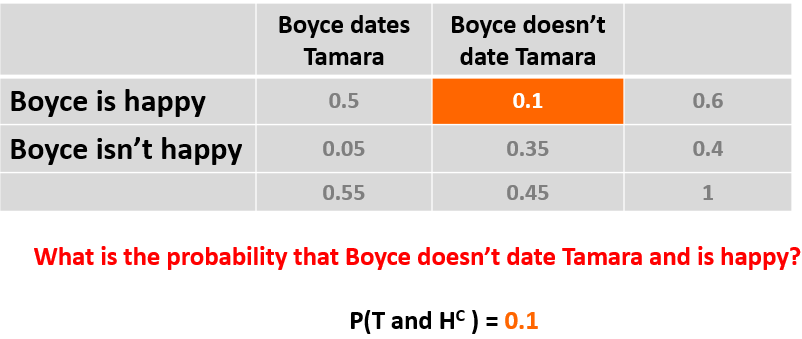 Boyce dates Tamara
Boyce doesn’t date Tamara
Boyce is happy 0.5 0.1 0.6
Boyce isn’t happy 0.05 0.35 0.4
0.55 0.45 1
What is the probability that Boyce doesn’t date Tamara and is happy?
P(T and Hᶜ ) = 0.1